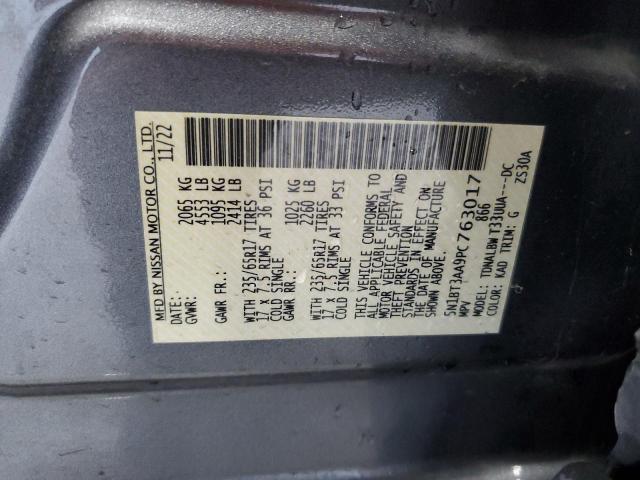 MFD BY NISSAN MOTOR CO., LTD.
DATE: 11/22
GVWR: 2065 KG
4553 LB
GAWR FR.: 1095 KG
2414 LB
WITH 235/65R17 TIRES
17 X 7.5 RIMS AT 36 PSI
COLD SINGLE
GAWR RR.: 1025 KG
2260 LB
WITH 235/65R17 TIRES
17 X 7.5 RIMS AT 33 PSI
COLD SINGLE
THIS VEHICLE CONFORMS TO
ALL APPLICABLE FEDERAL
MOTOR VEHICLE SAFETY AND
THEFT PREVENTION
STANDARDS IN EFFECT ON
THE DATE OF MANUFACTURE
SHOWN ABOVE.
5N1BT3AA9PC763017
MPV 866
MODEL: TDNALBW T33UUA---DC
COLOR: KAD TRIM: G ZS30A